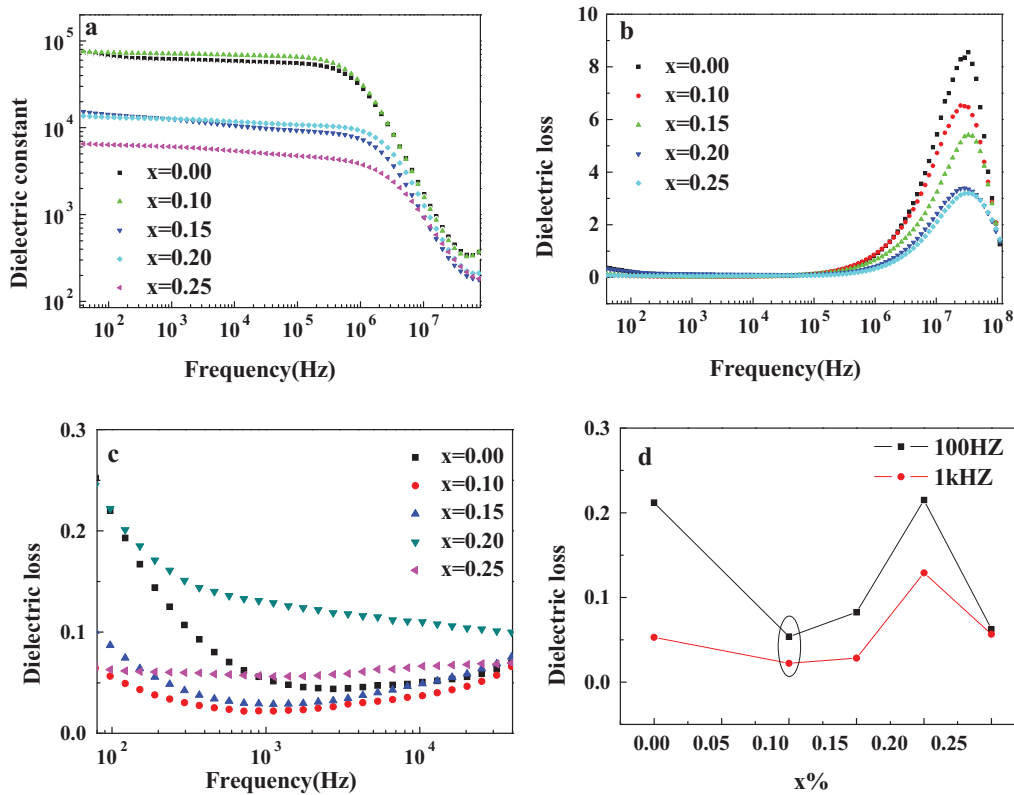 a
Dielectric constant
10^5
10^4
10^3
10^2
x=0.00
x=0.10
x=0.15
x=0.20
x=0.25
10^2 10^3 10^4 10^5 10^6 10^7
Frequency(Hz)
b
Dielectric loss
10
8
6
4
2
0
x=0.00
x=0.10
x=0.15
x=0.20
x=0.25
10^2 10^3 10^4 10^5 10^6 10^7 10^8
Frequency(Hz)
c
Dielectric loss
0.3
0.2
0.1
0.0
x=0.00
x=0.10
x=0.15
x=0.20
x=0.25
10^2 10^3 10^4
Frequency(Hz)
d
Dielectric loss
0.3
0.2
0.1
0.0
100HZ
1kHZ
0.00 0.05 0.10 0.15 0.20 0.25
x%